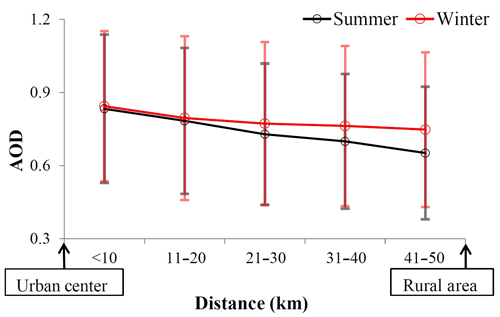 Summer
Winter
1.2
0.9
0.6
0.3
AOD
<10
11-20
21-30
31-40
41-50
Urban center
Rural area
Distance (km)